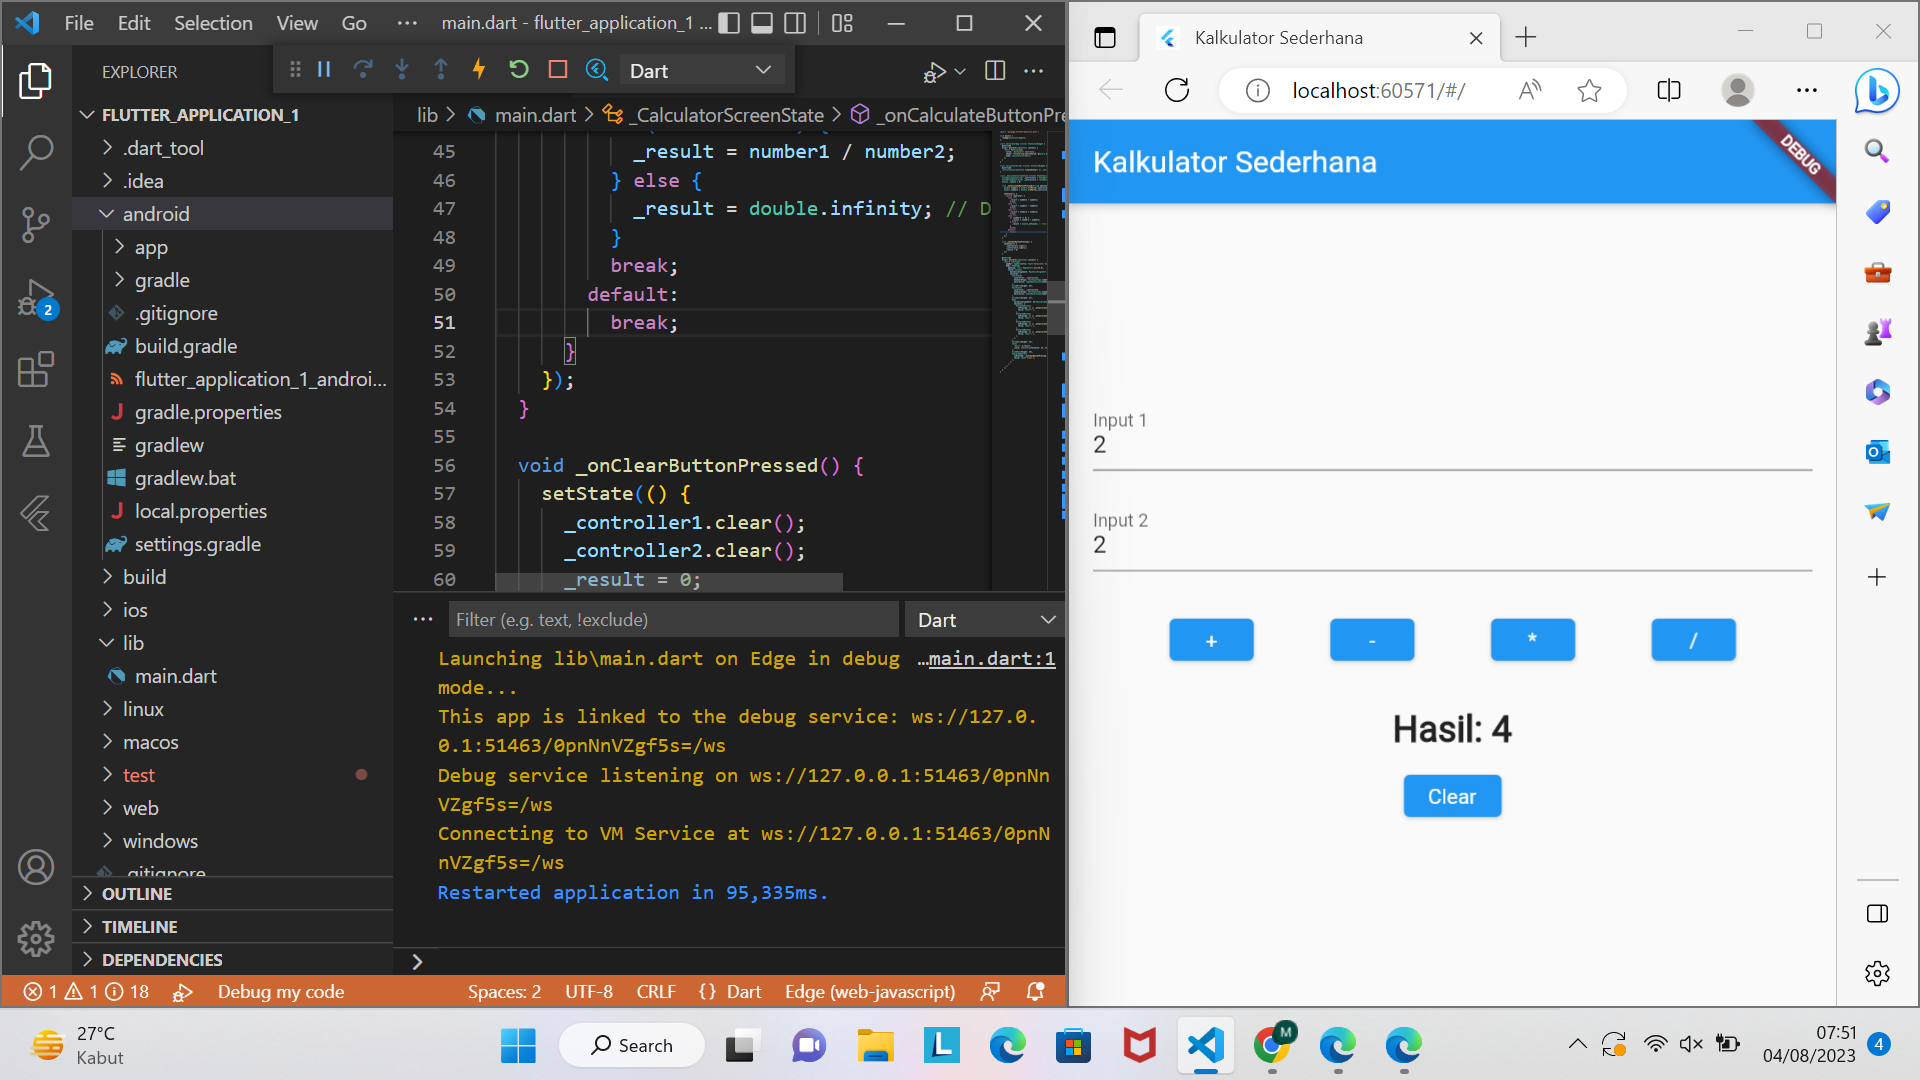 File Edit Selection View Go ··· main.dart - flutter_application_1 ...
EXPLORER
Dart
FLUTTER_APPLICATION_1
.dart_tool
.idea
android
app
gradle
.gitignore
build.gradle
flutter_application_1_androi...
gradle.properties
gradlew
gradlew.bat
local.properties
settings.gradle
build
ios
lib
main.dart
linux
macos
test
web
windows
.gitignore
OUTLINE
TIMELINE
DEPENDENCIES
2
lib > main.dart > _CalculatorScreenState > _onCalculateButtonPre
45 _result = number1 / number2;
46 } else {
47 _result = double.infinity; // D
48 }
49 break;
50 default:
51 break;
52 }
53 });
54 }
55
56 void _onClearButtonPressed() {
57 setState(() {
58 _controller1.clear();
59 _controller2.clear();
60 _result = 0;
Filter (e.g. text, !exclude) Dart
Launching lib\main.dart on Edge in debug …main.dart:1
mode...
This app is linked to the debug service: ws://127.0.
0.1:51463/0pnNnVZgf5s=/ws
Debug service listening on ws://127.0.0.1:51463/0pnNn
VZgf5s=/ws
Connecting to VM Service at ws://127.0.0.1:51463/0pnN
nVZgf5s=/ws
Restarted application in 95,335ms.
1 1 18 Debug my code Spaces: 2 UTF-8 CRLF {} Dart Edge (web-javascript)
Kalkulator Sederhana
localhost:60571/#/
Kalkulator Sederhana
DEBUG
Input 1
2
Input 2
2
+ - * /
Hasil: 4
Clear
27°C
Kabut
Search
M
07:51
04/08/2023
4